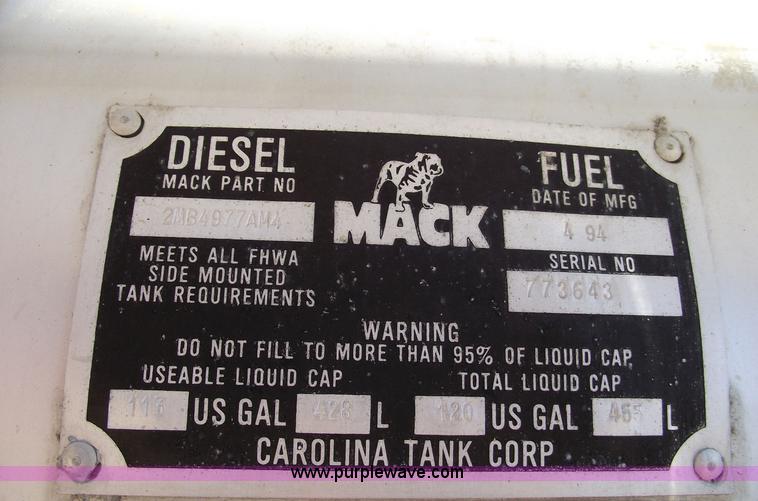 DIESEL FUEL
MACK PART NO DATE OF MFG
2MB4977AM4 MACK 4 94
MEETS ALL FHWA SERIAL NO
SIDE MOUNTED 773643
TANK REQUIREMENTS
WARNING
DO NOT FILL TO MORE THAN 95% OF LIQUID CAP.
USEABLE LIQUID CAP TOTAL LIQUID CAP
US GAL 428 L 120 US GAL 455 L
CAROLINA TANK CORP
www.purplewave.com